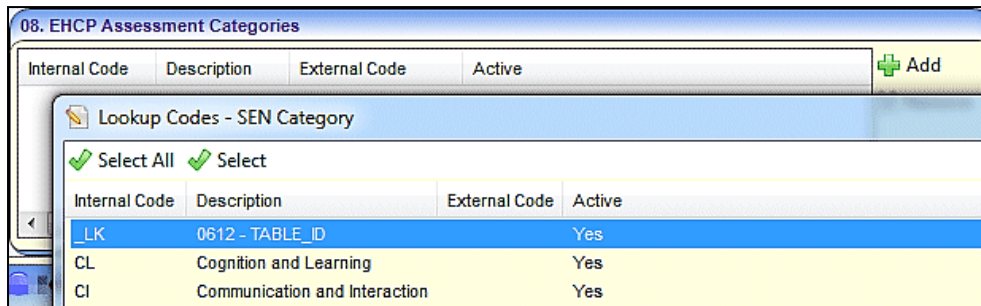 08. EHCP Assessment Categories
Internal Code Description External Code Active
Add
Lookup Codes - SEN Category
Select All Select
Internal Code Description External Code Active
_LK 0612 - TABLE_ID Yes
CL Cognition and Learning Yes
CI Communication and Interaction Yes